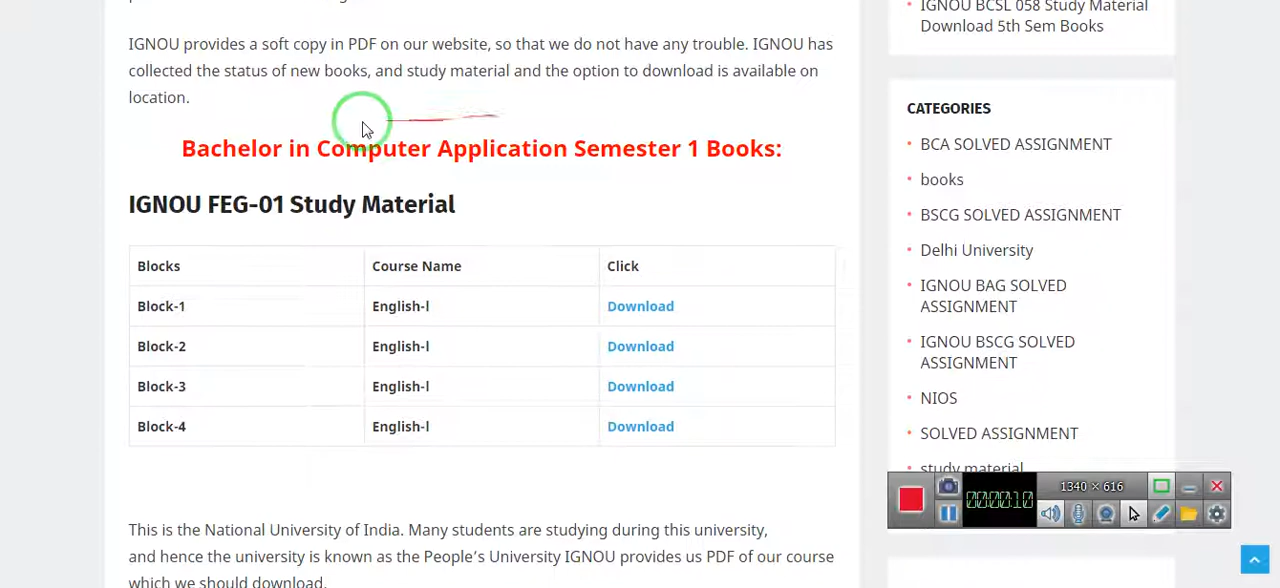 IGNOU provides a soft copy in PDF on our website, so that we do not have any trouble. IGNOU has
collected the status of new books, and study material and the option to download is available on
location.
Bachelor in Computer Application Semester 1 Books:
IGNOU FEG-01 Study Material
Blocks Course Name Click
Block-1 English-l Download
Block-2 English-l Download
Block-3 English-l Download
Block-4 English-l Download
This is the National University of India. Many students are studying during this university,
and hence the university is known as the People’s University IGNOU provides us PDF of our course
which we should download.
IGNOU BCSL 058 Study Material
Download 5th Sem Books
CATEGORIES
BCA SOLVED ASSIGNMENT
books
BSCG SOLVED ASSIGNMENT
Delhi University
IGNOU BAG SOLVED
ASSIGNMENT
IGNOU BSCG SOLVED
ASSIGNMENT
NIOS
SOLVED ASSIGNMENT
study material
1340 × 616
00:00:10